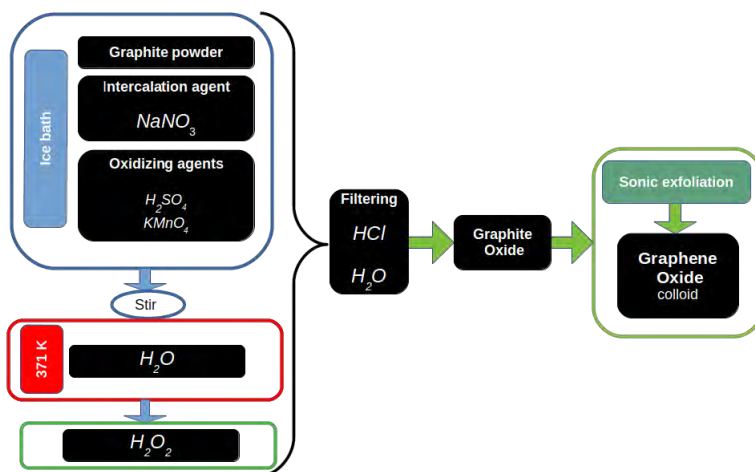 Ice bath
Graphite powder
Intercalation agent
NaNO₃
Oxidizing agents
H₂SO₄
KMnO₄
Stir
371 K
H₂O
H₂O₂
Filtering
HCl
H₂O
Graphite
Oxide
Sonic exfoliation
Graphene
Oxide
colloid